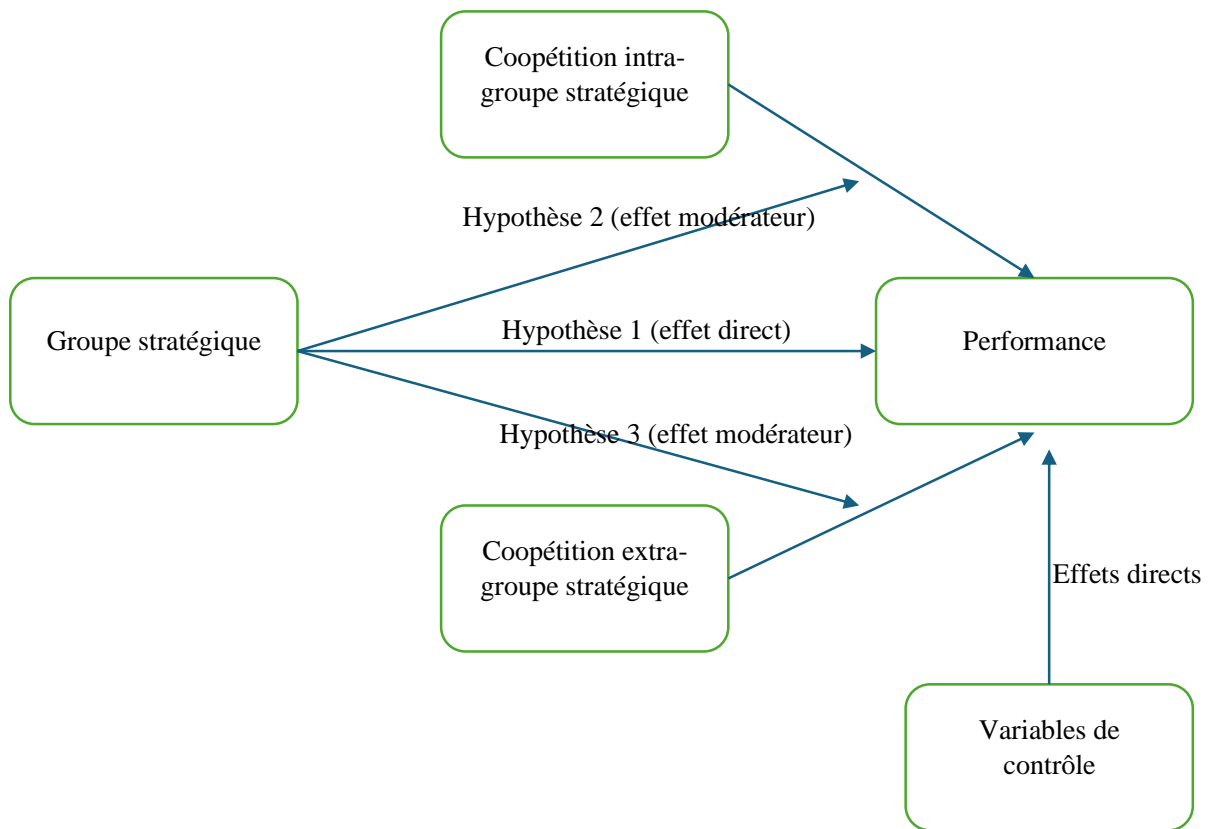 Coopétition intra-
groupe stratégique
Hypothèse 2 (effet modérateur)
Groupe stratégique
Hypothèse 1 (effet direct)
Performance
Hypothèse 3 (effet modérateur)
Coopétition extra-
groupe stratégique
Effets directs
Variables de
contrôle